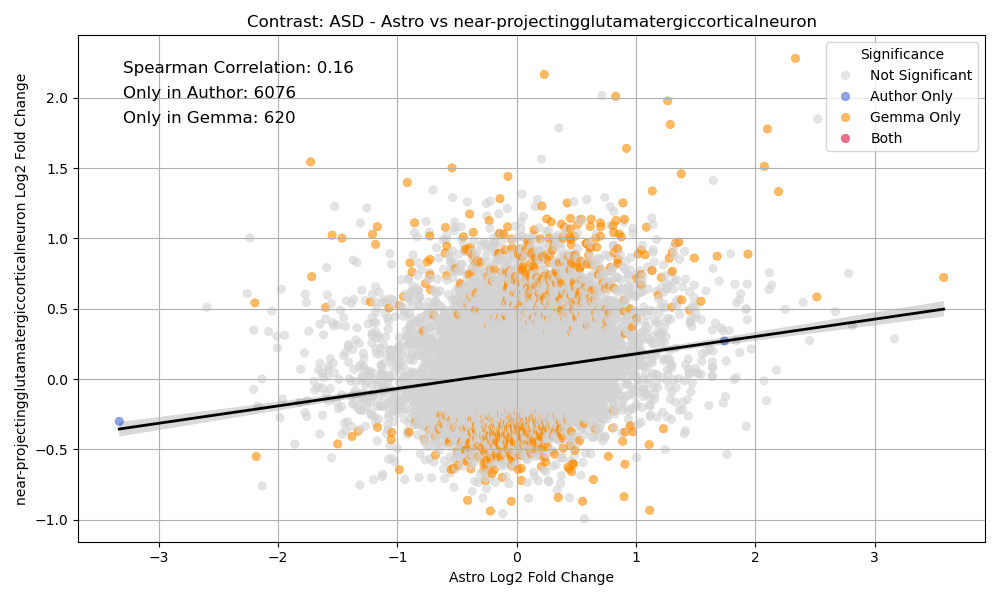 Contrast: ASD - Astro vs near-projectingglutamatergiccorticalneuron
near-projectingglutamatergiccorticalneuron Log2 Fold Change
Spearman Correlation: 0.16
Only in Author: 6076
Only in Gemma: 620
Significance
Not Significant
Author Only
Gemma Only
Both
2.0
1.5
1.0
0.5
0.0
−0.5
−1.0
−3 −2 −1 0 1 2 3
Astro Log2 Fold Change